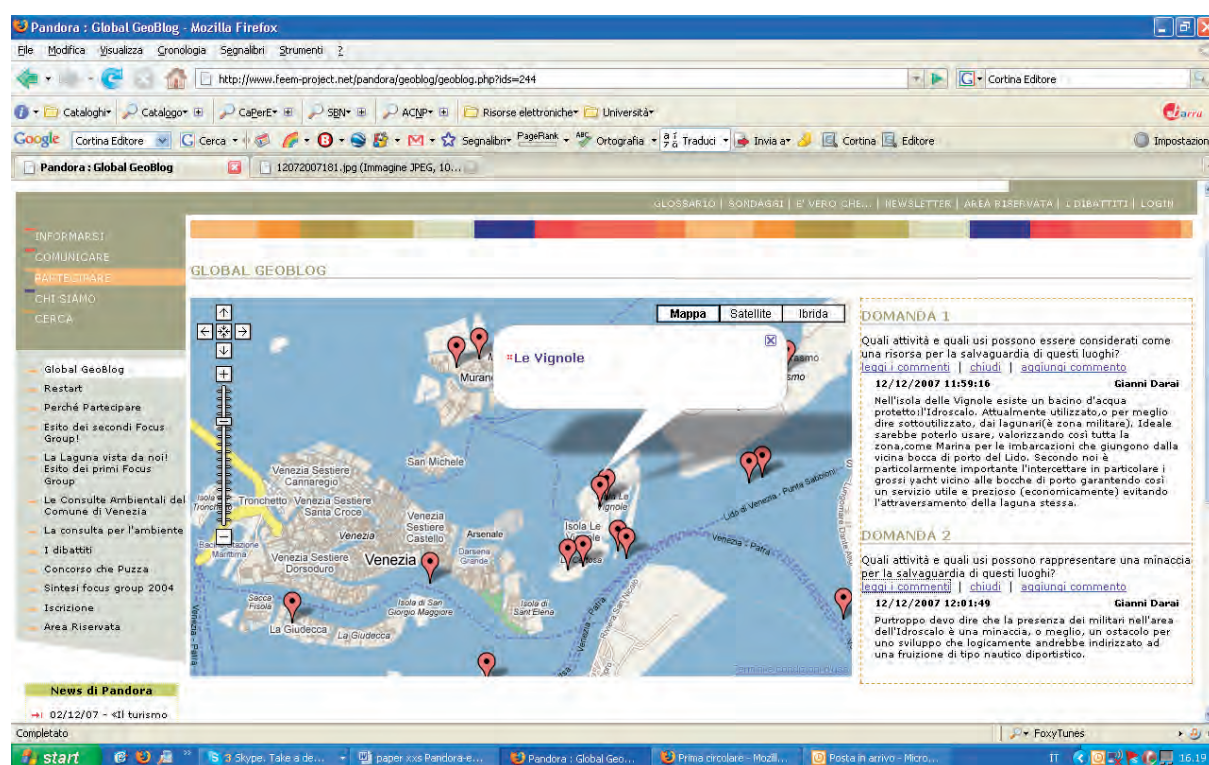 Pandora : Global GeoBlog - Mozilla Firefox
File Modifica Visualizza Cronologia Segnalibri Strumenti ?
http://www.feem-project.net/pandora/geoblog/geoblog.php?ids=244
Cortina Editore
Cataloghi Catalogo CaPerE SBN ACNP Risorse elettroniche Università
Google Cortina Editore Cerca Segnalibri PageRank Ortografia Traduci Invia a Cortina Editore Impostazion
Pandora : Global GeoBlog
12072007181.jpg (Immagine JPEG, 10...
GLOSSARIO | SONDAGGI | E' VERO CHE... | NEWSLETTER | AREA RISERVATA | I DIBATTITI | LOGIN
INFORMARSI
COMUNICARE
PARTECIPARE
CHI SIAMO
CERCA
Global GeoBlog
Restart
Perché Partecipare
Esito dei secondi Focus
Group!
La Laguna vista da noi!
Esito dei primi Focus
Group
Le Consulte Ambientali del
Comune di Venezia
La consulta per l'ambiente
I dibattiti
Concorso che Puzza
Sintesi focus group 2004
Iscrizione
Area Riservata
News di Pandora
02/12/07 - «Il turismo
GLOBAL GEOBLOG
Mappa Satellite Ibrida
Le Vignole
Muran
San Michele
Venezia Sestiere
Cannaregio
Tronchetto
Venezia Sestiere
Santa Croce
Venezia
Venezia
Sestiere
Castello
Arsenale
Darsena
Grande
Isola Le
Venezia Sestiere
Dorsoduro
Venezia
Sacca
Fisola
Isola di San
Giorgio Maggiore
Isola di
Sant'Elena
La Giudecca
La Giudecca
Lido di Venezia - Punta Sabbioni
Venezia - Patra
DOMANDA 1
Quali attività e quali usi possono essere considerati come
una risorsa per la salvaguardia di questi luoghi?
leggi i commenti | chiudi | aggiungi commento
12/12/2007 11:59:16 Gianni Darai
Nell'isola delle Vignole esiste un bacino d'acqua
protetto:l'Idroscalo. Attualmente utilizzato,o per meglio
dire sottoutilizzato, dai lagunari(è zona militare). Ideale
sarebbe poterlo usare, valorizzando così tutta la
zona,come Marina per le imbarcazioni che giungono dalla
vicina bocca di porto del Lido. Secondo noi è
particolarmente importante l'intercettare in particolare i
grossi yacht vicino alle bocche di porto garantendo così
un servizio utile e prezioso (economicamente) evitando
l'attraversamento della laguna stessa.
DOMANDA 2
Quali attività e quali usi possono rappresentare una minaccia
per la salvaguardia di questi luoghi?
leggi i commenti | chiudi | aggiungi commento
12/12/2007 12:01:49 Gianni Darai
Purtroppo devo dire che la presenza dei militari nell'area
dell'Idroscalo è una minaccia, o meglio, un ostacolo per
uno sviluppo che logicamente andrebbe indirizzato ad
una fruizione di tipo nautico diportistico.
Completato
FoxyTunes
start
3 Skype. Take a de...
paper xxs Pandora-e...
Pandora : Global Geo...
Prima circolare - Mozill...
Posta in arrivo - Micro...
IT
16.19